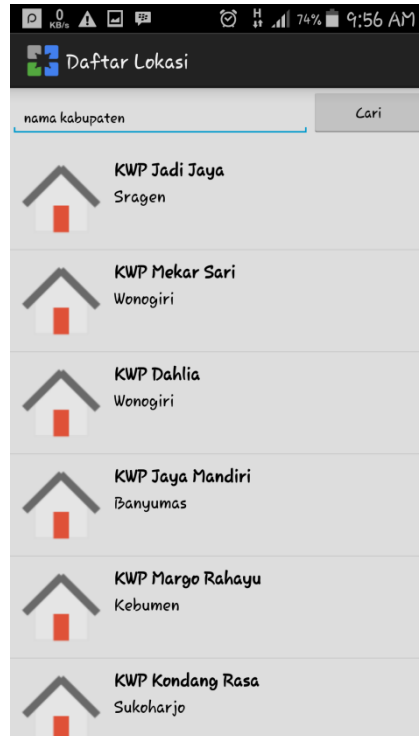 0 KB/s H 74% 9:56 AM
Daftar Lokasi
nama kabupaten Cari
KWP Jadi Jaya
Sragen
KWP Mekar Sari
Wonogiri
KWP Dahlia
Wonogiri
KWP Jaya Mandiri
Banyumas
KWP Margo Rahayu
Kebumen
KWP Kondang Rasa
Sukoharjo